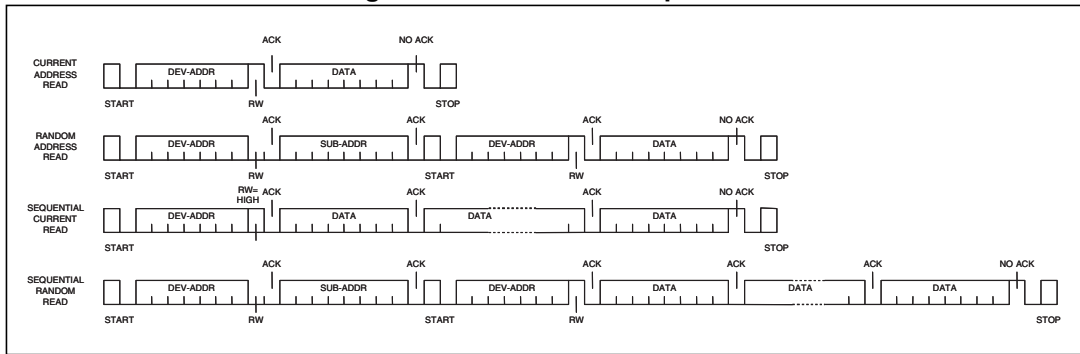 ACK NO ACK
CURRENT
ADDRESS
READ
DEV-ADDR DATA
START RW STOP
ACK ACK ACK NO ACK
RANDOM
ADDRESS
READ
DEV-ADDR SUB-ADDR DEV-ADDR DATA
START RW START RW STOP
RW=
HIGH
ACK ACK ACK NO ACK
SEQUENTIAL
CURRENT
READ
DEV-ADDR DATA DATA DATA
START STOP
ACK ACK ACK ACK ACK NO ACK
SEQUENTIAL
RANDOM
READ
DEV-ADDR SUB-ADDR DEV-ADDR DATA DATA DATA
START RW START RW STOP